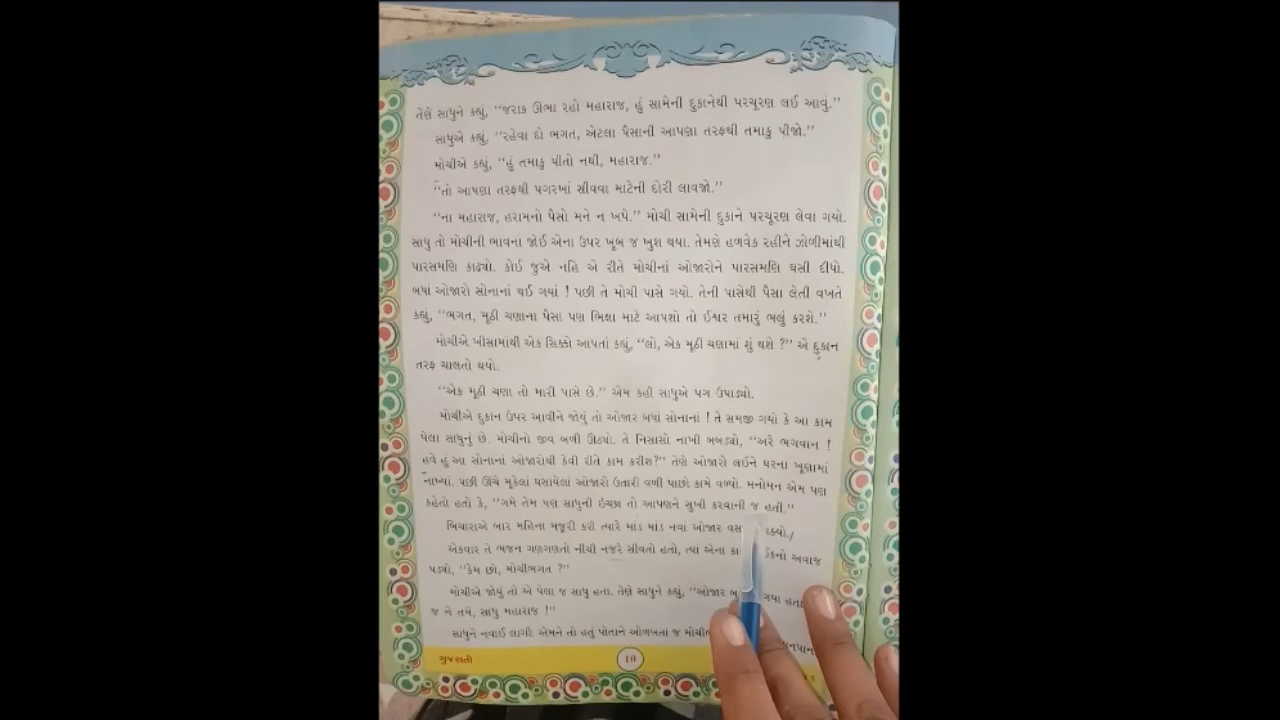 તેણે સાધુને કહ્યું, “જરાક ઊભા રહો મહારાજ, હું સામેની દુકાનેથી પરચૂરણ લઈ આવું.”
સાધુએ કહ્યું, “રહેવા દો ભગત, એટલા પૈસાની આપણા તરફથી તમાકુ પીજો.”
મોચીએ કહ્યું, “હું તમાકુ પીતો નથી, મહારાજ.”
“તો આપણા તરફથી પગરખાં સીવવા માટેની દોરી લાવજો.”
“ના મહારાજ, હરામનો પૈસો મને ન ખપે.” મોચી સામેની દુકાને પરચૂરણ લેવા ગયો.
સાધુ તો મોચીની ભાવના જોઈ એના ઉપર ખૂબ જ ખુશ થયા. તેમણે હળવેક રહીને ઝોળીમાંથી
પારસમણિ કાઢ્યો. કોઈ જુએ નહિ એ રીતે મોચીનાં ઓજારોને પારસમણિ ઘસી દીધો.
બધાં ઓજારો સોનાનાં થઈ ગયાં ! પછી તે મોચી પાસે ગયો. તેની પાસેથી પૈસા લેતી વખતે
કહ્યું, “ભગત, મૂઠી ચણાના પૈસા પણ ભિક્ષા માટે આપશો તો ઈશ્વર તમારું ભલું કરશે.”
મોચીએ ખીસામાંથી એક સિક્કો આપતાં કહ્યું, “લો, એક મૂઠી ચણામાં શું થશે ?” એ દુકાન
તરફ ચાલતો થયો.
“એક મૂઠી ચણા તો મારી પાસે છે.” એમ કહી સાધુએ પગ ઉપાડ્યો.
મોચીએ દુકાન ઉપર આવીને જોયું તો ઓજાર બધાં સોનાનાં ! તે સમજી ગયો કે આ કામ
પેલા સાધુનું છે. મોચીનો જીવ બળી ઊઠ્યો. તે નિસાસો નાખી બબડ્યો, “અરે ભગવાન !
હવે હું આ સોનાનાં ઓજારોથી કેવી રીતે કામ કરીશ?” તેણે ઓજારો લઈને ઘરના ખૂણામાં
નાખ્યાં. પછી ઊંચે મૂકેલાં ઘસાયેલાં ઓજારો ઉતારી વળી પાછો કામે વળ્યો. મનોમન એમ પણ
કહેતો હતો કે, “ગમે તેમ પણ સાધુની ઇચ્છા તો આપણને સુખી કરવાની જ હતી.”
બિચારાએ બાર મહિના મજૂરી કરી ત્યારે માંડ માંડ નવાં ઓજાર
એકવાર તે ભજન ગણગણતો નીચી નજરે સીવતો હતો, ત્યાં એના અવાજ
પડ્યો, “કેમ છો, મોચીભગત ?”
મોચીએ જોયું તો એ પેલા જ સાધુ હતા. તેણે સાધુને કહ્યું, “ઓજાર ગયા
જ ને તમે, સાધુ મહારાજ !”
સાધુને નવાઈ લાગી: એમને તો હતું પોતાને ઓળખતા જ
ગુજરાતી
10